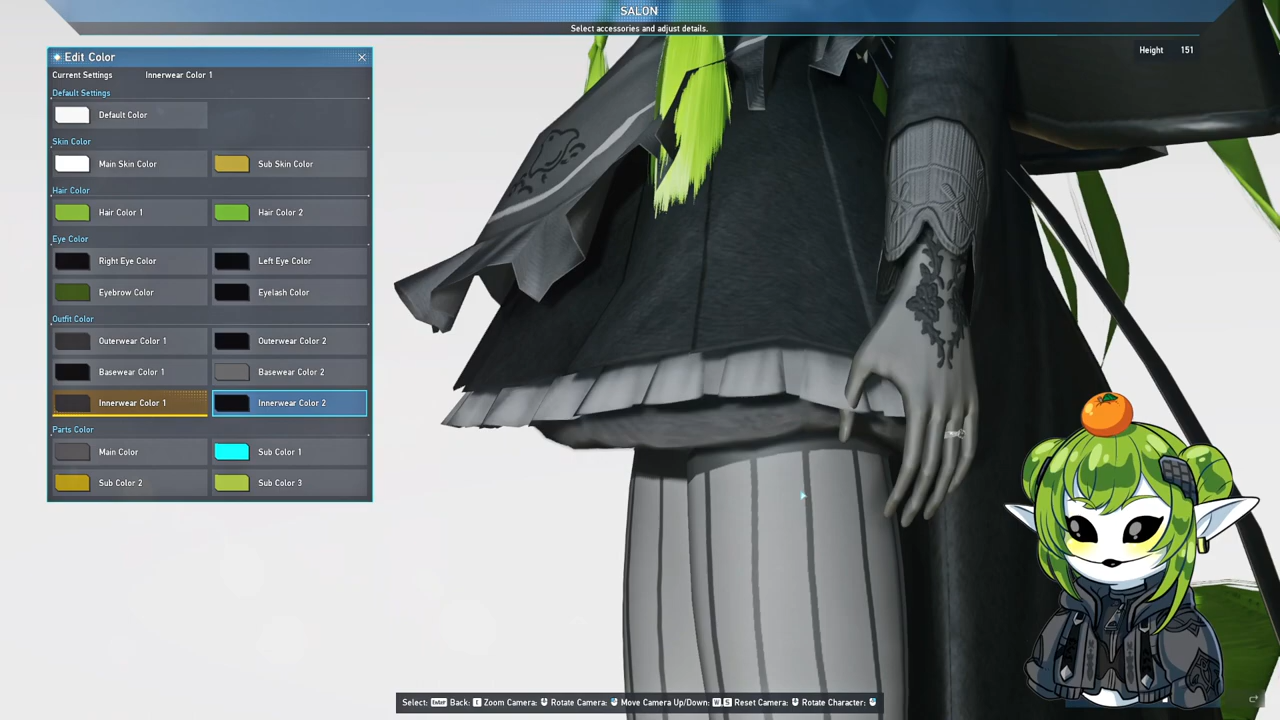 SALON
Select accessories and adjust details.
Height 151
Edit Color
Current Settings Innerwear Color 1
Default Settings
Default Color
Skin Color
Main Skin Color Sub Skin Color
Hair Color
Hair Color 1 Hair Color 2
Eye Color
Right Eye Color Left Eye Color
Eyebrow Color Eyelash Color
Outfit Color
Outerwear Color 1 Outerwear Color 2
Basewear Color 1 Basewear Color 2
Innerwear Color 1 Innerwear Color 2
Parts Color
Main Color Sub Color 1
Sub Color 2 Sub Color 3
Select: Enter Back: Zoom Camera: Rotate Camera: Move Camera Up/Down: W, S Reset Camera: Rotate Character: